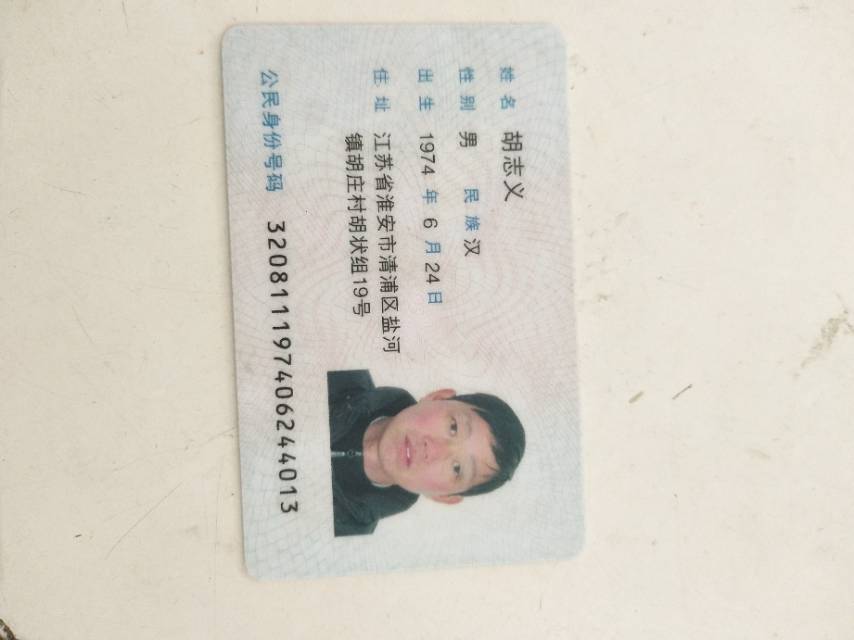 姓名 胡志义
性别 男 民族 汉
出生 1974 年 6 月 24 日
住址 江苏省淮安市清浦区盐河
镇胡庄村胡状组19号
公民身份号码 320811197406244013